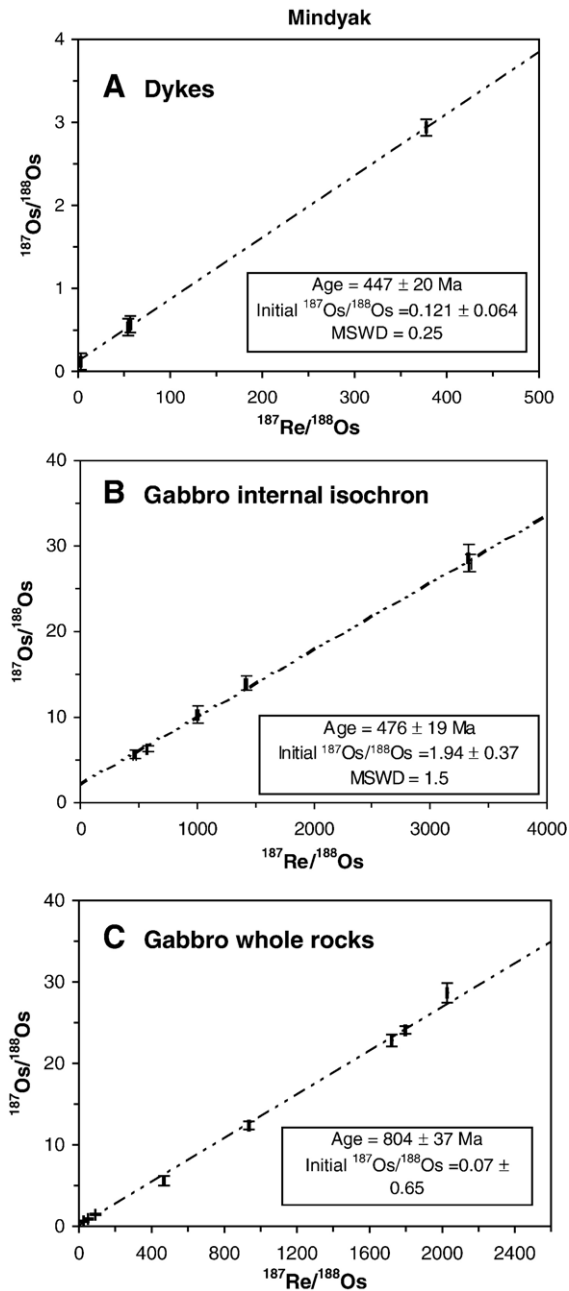 Mindyak
A Dykes
4
3
2
1
0
¹⁸⁷Os/¹⁸⁸Os
Age = 447 ± 20 Ma
Initial ¹⁸⁷Os/¹⁸⁸Os =0.121 ± 0.064
MSWD = 0.25
0 100 200 300 400 500
¹⁸⁷Re/¹⁸⁸Os
B Gabbro internal isochron
40
30
20
10
0
¹⁸⁷Os/¹⁸⁸Os
Age = 476 ± 19 Ma
Initial ¹⁸⁷Os/¹⁸⁸Os =1.94 ± 0.37
MSWD = 1.5
0 1000 2000 3000 4000
¹⁸⁷Re/¹⁸⁸Os
C Gabbro whole rocks
40
30
20
10
0
¹⁸⁷Os/¹⁸⁸Os
Age = 804 ± 37 Ma
Initial ¹⁸⁷Os/¹⁸⁸Os =0.07 ±
0.65
0 400 800 1200 1600 2000 2400
¹⁸⁷Re/¹⁸⁸Os